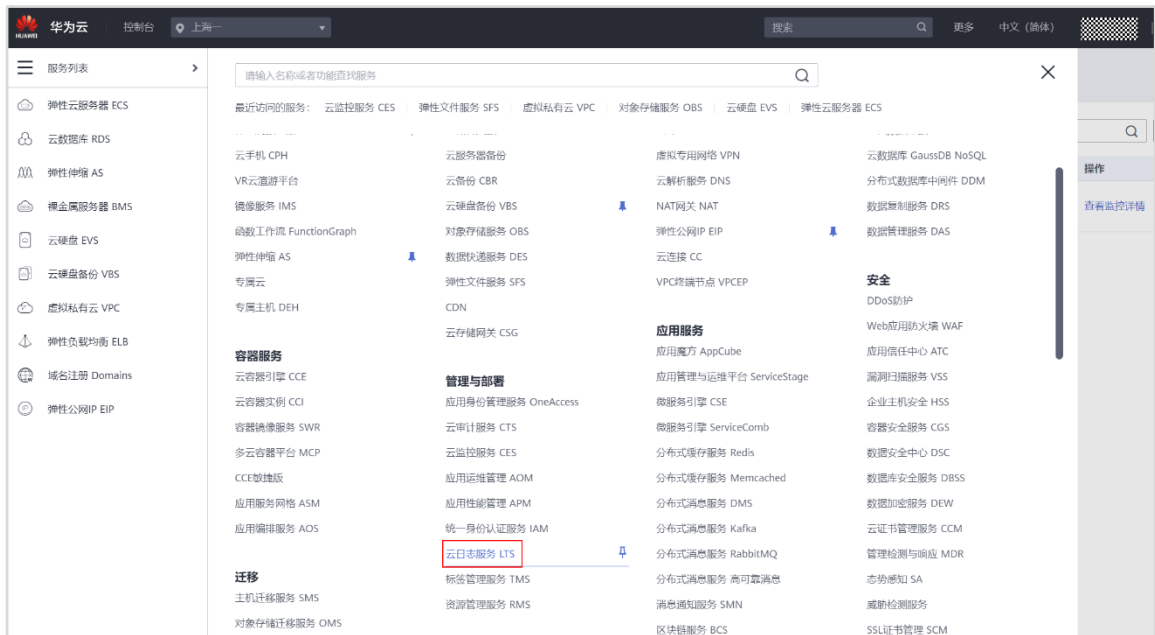 HUAWEI
华为云
控制台
上海一
搜索
更多
中文 (简体)
服务列表
弹性云服务器 ECS
云数据库 RDS
弹性伸缩 AS
裸金属服务器 BMS
云硬盘 EVS
云硬盘备份 VBS
虚拟私有云 VPC
弹性负载均衡 ELB
域名注册 Domains
弹性公网IP EIP
请输入名称或者功能查找服务
最近访问的服务: 云监控服务 CES 弹性文件服务 SFS 虚拟私有云 VPC 对象存储服务 OBS 云硬盘 EVS 弹性云服务器 ECS
云手机 CPH
VR云渲游平台
镜像服务 IMS
函数工作流 FunctionGraph
弹性伸缩 AS
专属云
专属主机 DEH
容器服务
云容器引擎 CCE
云容器实例 CCI
容器镜像服务 SWR
多云容器平台 MCP
CCE敏捷版
应用服务网格 ASM
应用编排服务 AOS
迁移
主机迁移服务 SMS
对象存储迁移服务 OMS
云服务器备份
云备份 CBR
云硬盘备份 VBS
对象存储服务 OBS
数据快递服务 DES
弹性文件服务 SFS
CDN
云存储网关 CSG
管理与部署
应用身份管理服务 OneAccess
云审计服务 CTS
云监控服务 CES
应用运维管理 AOM
应用性能管理 APM
统一身份认证服务 IAM
云日志服务 LTS
标签管理服务 TMS
资源管理服务 RMS
虚拟专用网络 VPN
云解析服务 DNS
NAT网关 NAT
弹性公网IP EIP
云连接 CC
VPC终端节点 VPCEP
应用服务
应用魔方 AppCube
应用管理与运维平台 ServiceStage
微服务引擎 CSE
微服务引擎 ServiceComb
分布式缓存服务 Redis
分布式缓存服务 Memcached
分布式消息服务 DMS
分布式消息服务 Kafka
分布式消息服务 RabbitMQ
分布式消息服务 高可靠消息
消息通知服务 SMN
区块链服务 BCS
云数据库 GaussDB NoSQL
分布式数据库中间件 DDM
数据复制服务 DRS
数据管理服务 DAS
安全
DDoS防护
Web应用防火墙 WAF
应用信任中心 ATC
漏洞扫描服务 VSS
企业主机安全 HSS
容器安全服务 CGS
数据安全中心 DSC
数据库安全服务 DBSS
数据加密服务 DEW
云证书管理服务 CCM
管理检测与响应 MDR
态势感知 SA
威胁检测服务
SSL证书管理 SCM
操作
查看监控详情